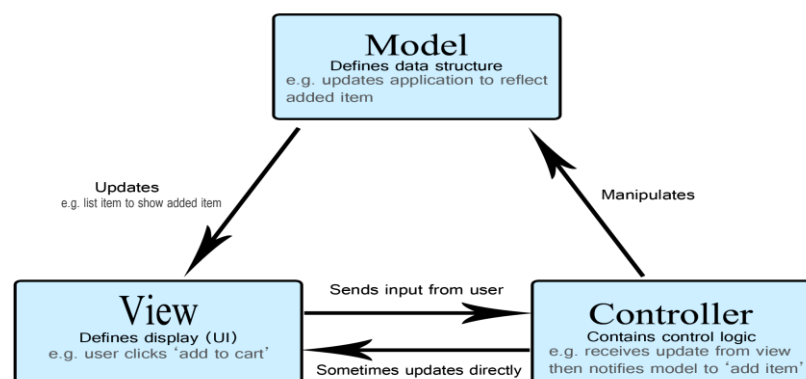 Model
Defines data structure
e.g. updates application to reflect
added item
Updates
e.g. list item to show added item
Manipulates
View
Defines display (UI)
e.g. user clicks ‘add to cart’
Sends input from user
Sometimes updates directly
Controller
Contains control logic
e.g. receives update from view
then notifies model to ‘add item’